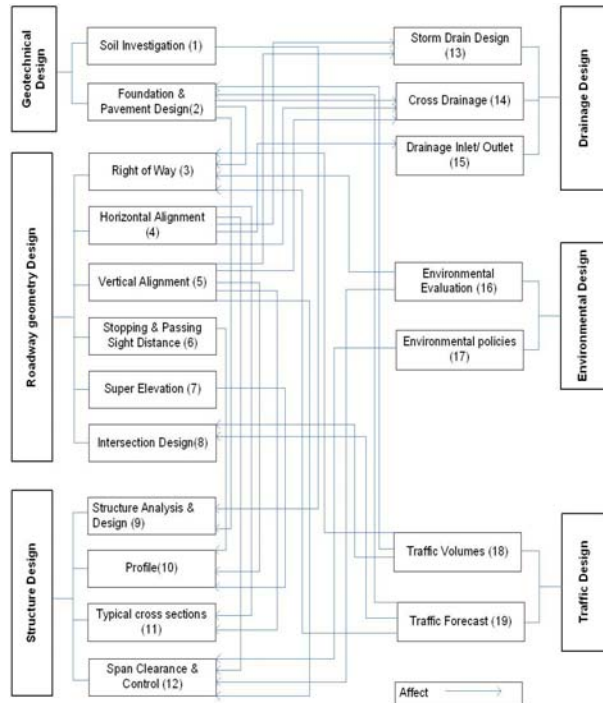 Geotechnical
Design
Soil Investigation (1)
Foundation &
Pavement Design(2)
Roadway geometry Design
Right of Way (3)
Horizontal Alignment
(4)
Vertical Alignment (5)
Stopping & Passing
Sight Distance (6)
Super Elevation (7)
Intersection Design(8)
Structure Design
Structure Analysis &
Design (9)
Profile(10)
Typical cross sections
(11)
Span Clearance &
Control (12)
Storm Drain Design
(13)
Cross Drainage (14)
Drainage Inlet/ Outlet
(15)
Drainage Design
Environmental
Evaluation (16)
Environmental policies
(17)
Environmental Design
Traffic Volumes (18)
Traffic Forecast (19)
Traffic Design
Affect